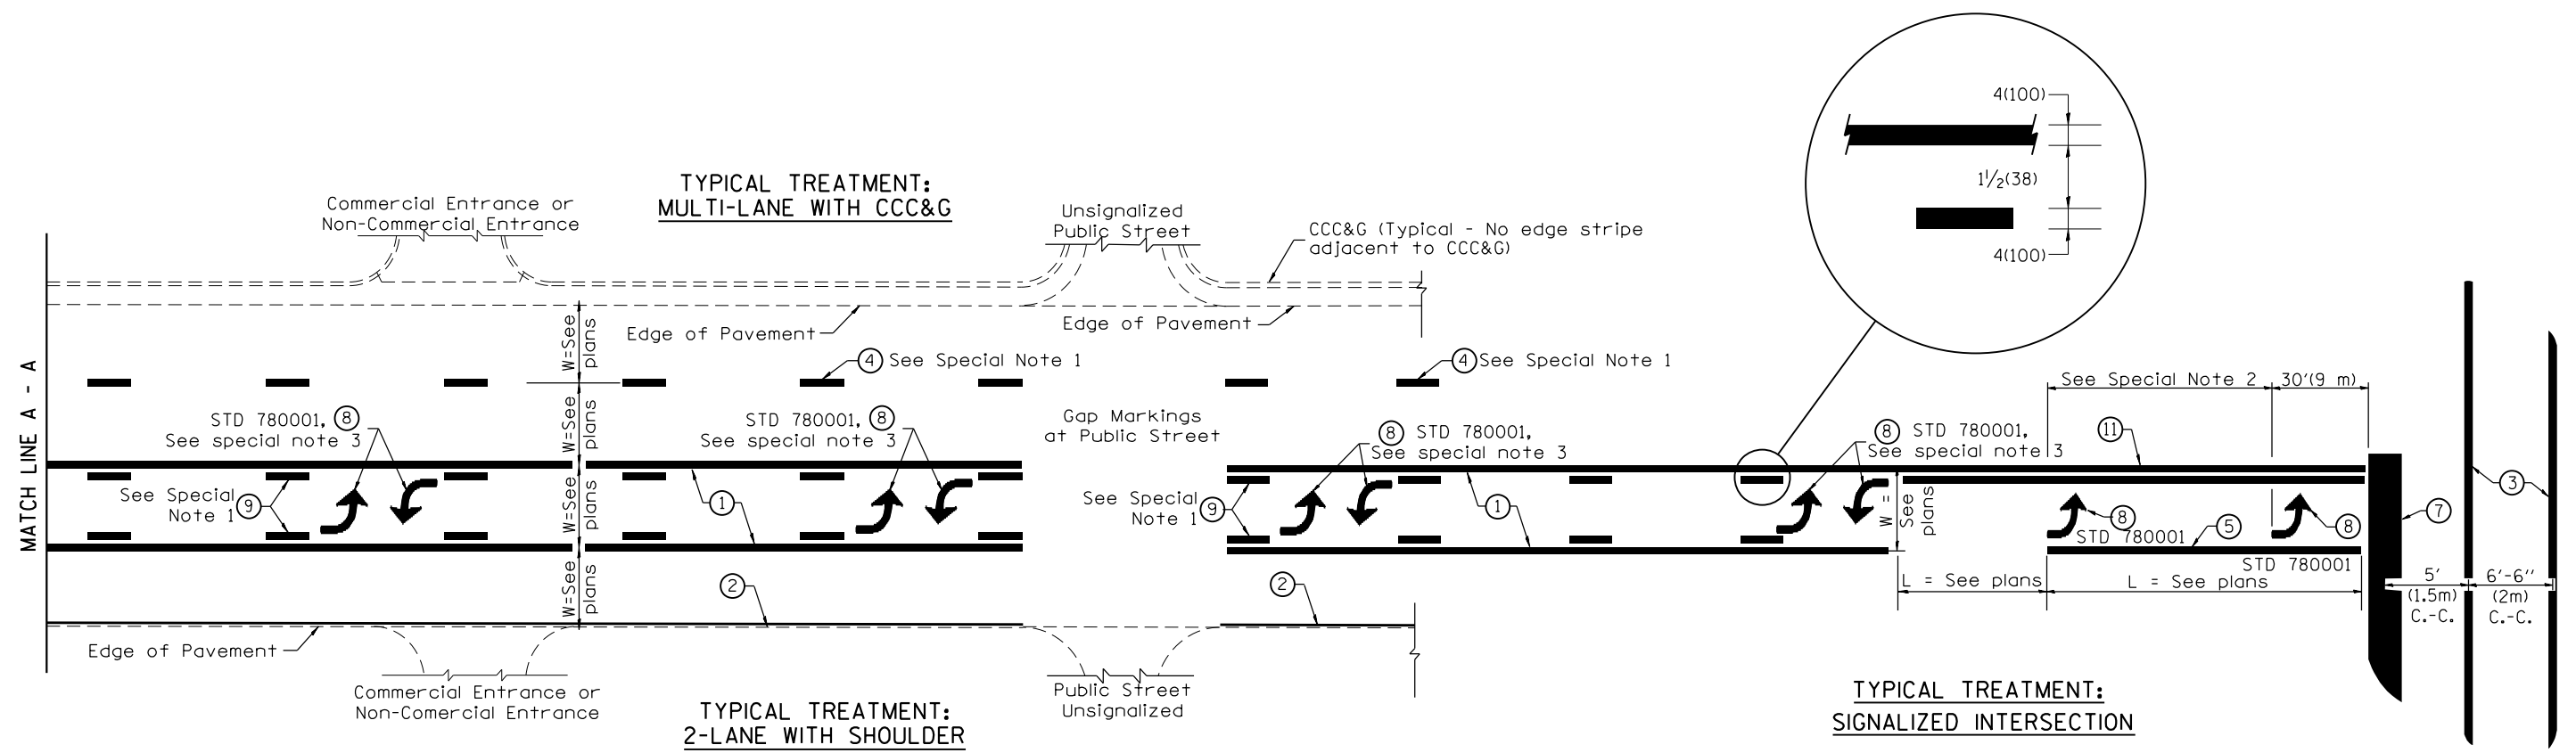 4(100)
1 1/2(38)
4(100)
TYPICAL TREATMENT:
MULTI-LANE WITH CCC&G
Commercial Entrance or
Non-Commercial Entrance
Unsignalized
Public Street
CCC&G (Typical - No edge stripe
adjacent to CCC&G)
Edge of Pavement
Edge of Pavement
W=See
plans
4 See Special Note 1
4 See Special Note 1
MATCH LINE A - A
See Special Note 2
30'(9 m)
STD 780001, 8
See special note 3
W=See
plans
STD 780001, 8
See special note 3
Gap Markings
at Public Street
8 STD 780001,
See special note 3
8 STD 780001,
See special note 3
11
3
See Special
Note 1
9
W=See
plans
1
See Special
Note 1
9
1
W =
See
plans
8
STD 780001
5
8
7
STD 780001
2
W=See
plans
2
L = See plans
L = See plans
5'
(1.5m)
C.-C.
6'-6"
(2m)
C.-C.
Edge of Pavement
Commercial Entrance or
Non-Comercial Entrance
Public Street
Unsignalized
TYPICAL TREATMENT:
2-LANE WITH SHOULDER
TYPICAL TREATMENT:
SIGNALIZED INTERSECTION